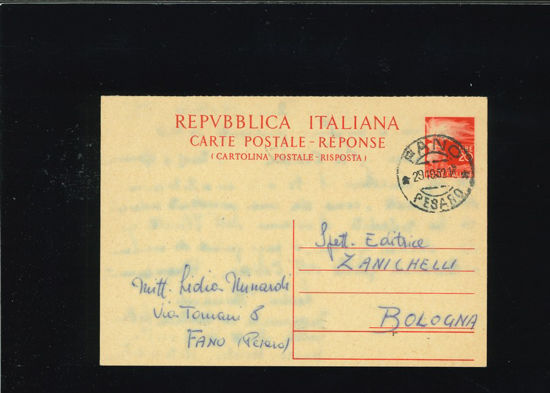 REPVBBLICA ITALIANA
CARTE POSTALE - RÉPONSE
(CARTOLINA POSTALE - RISPOSTA)
FANO
PESARO
Spett. Editrice
ZANICHELLI
BOLOGNA
Mitt. Lidia
Via Tomani 8
FANO (Pesaro)